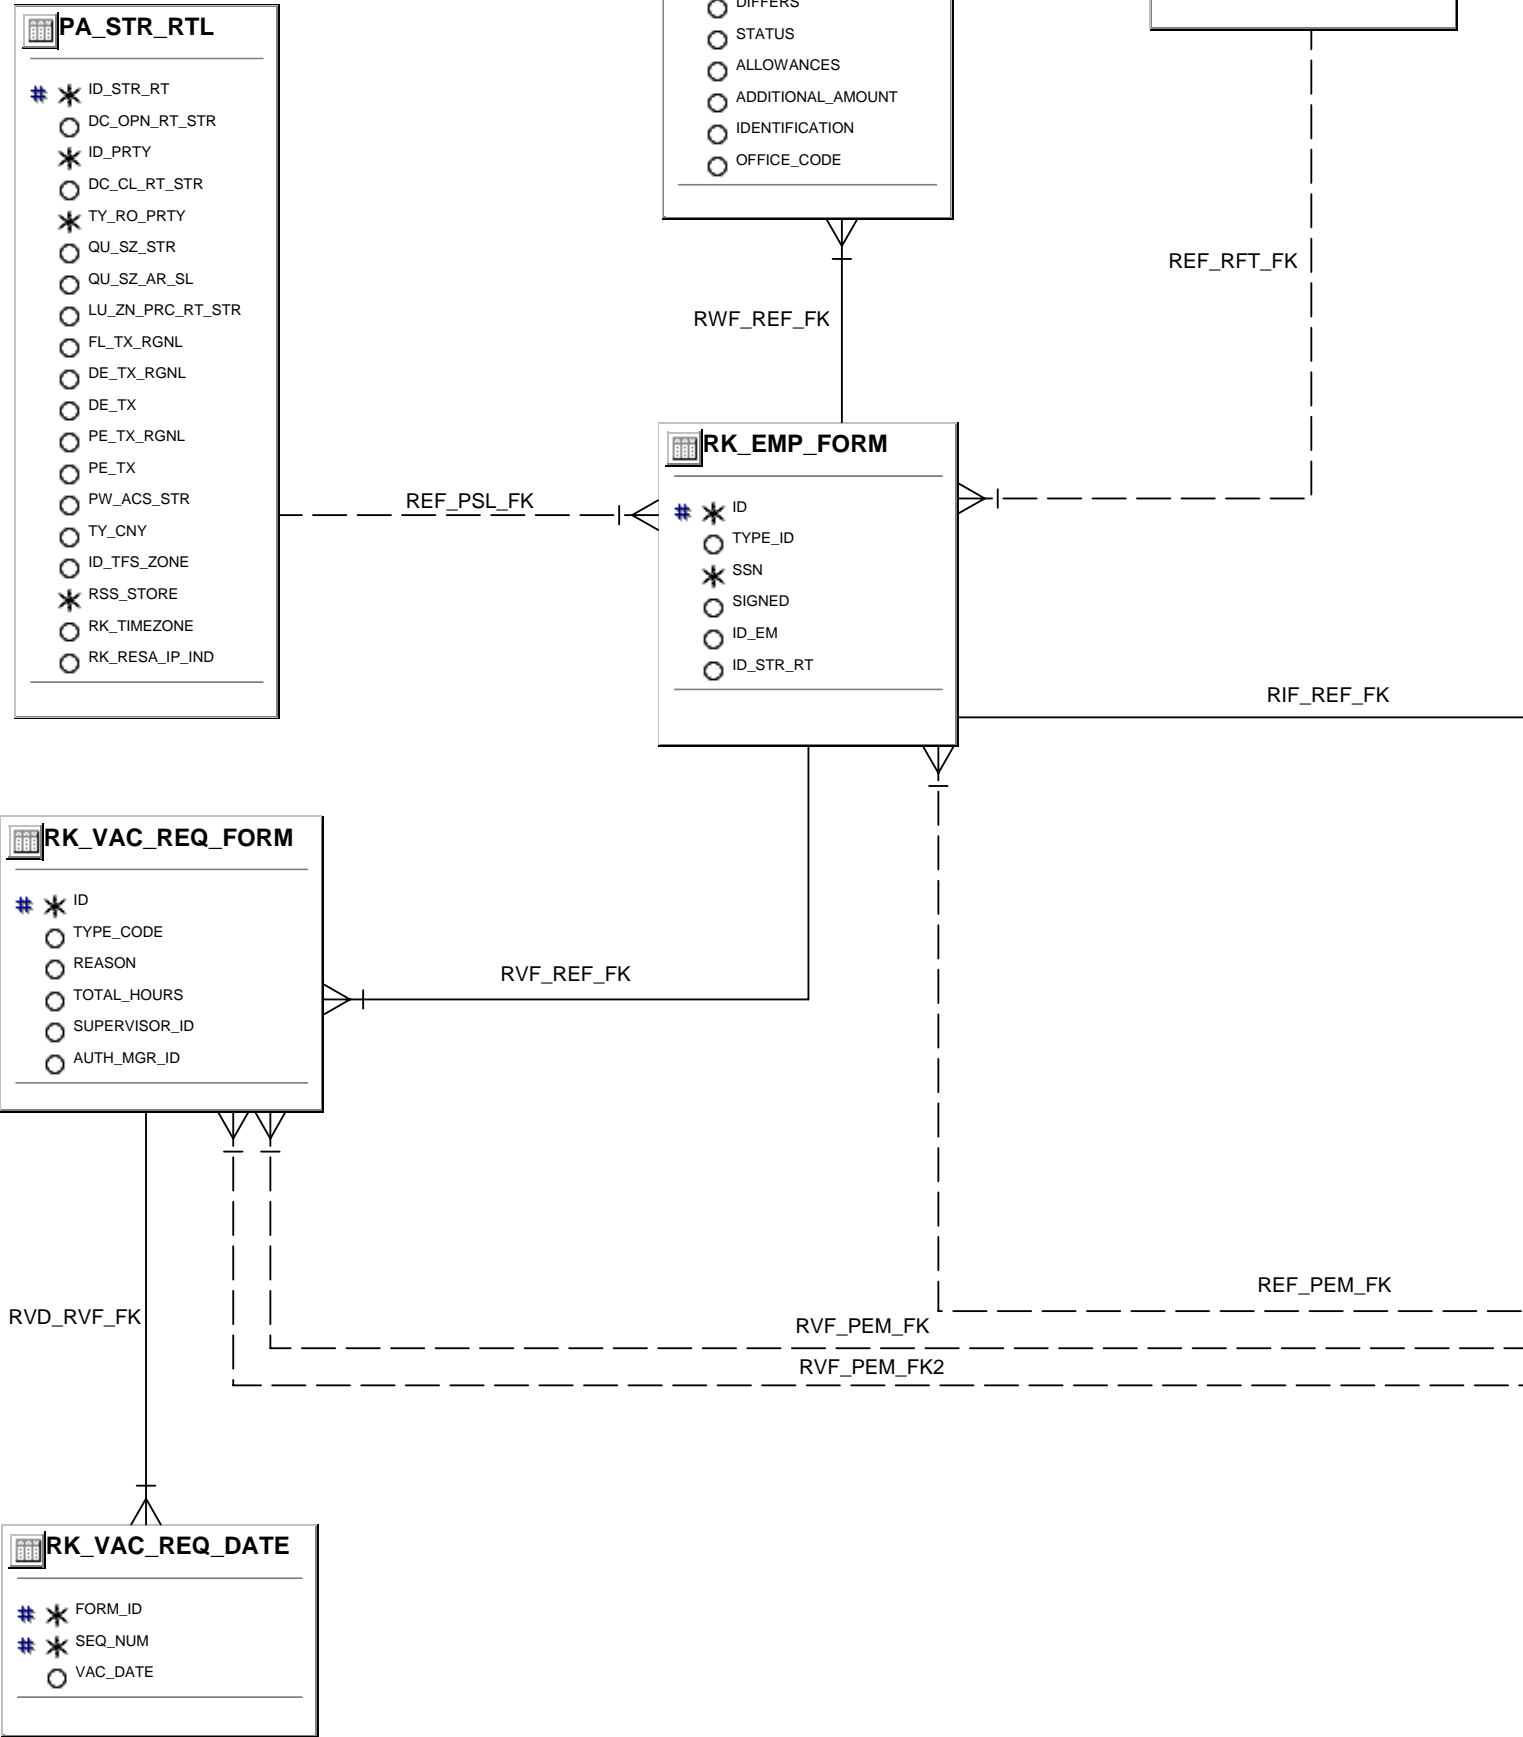 PA_STR_RTL
# * ID_STR_RT
DC_OPN_RT_STR
* ID_PRTY
DC_CL_RT_STR
* TY_RO_PRTY
QU_SZ_STR
QU_SZ_AR_SL
LU_ZN_PRC_RT_STR
FL_TX_RGNL
DE_TX_RGNL
DE_TX
PE_TX_RGNL
PE_TX
PW_ACS_STR
TY_CNY
ID_TFS_ZONE
* RSS_STORE
RK_TIMEZONE
RK_RESA_IP_IND
DIFFERS
STATUS
ALLOWANCES
ADDITIONAL_AMOUNT
IDENTIFICATION
OFFICE_CODE
RWF_REF_FK
REF_RFT_FK
REF_PSL_FK
RK_EMP_FORM
# * ID
TYPE_ID
* SSN
SIGNED
ID_EM
ID_STR_RT
RIF_REF_FK
RK_VAC_REQ_FORM
# * ID
TYPE_CODE
REASON
TOTAL_HOURS
SUPERVISOR_ID
AUTH_MGR_ID
RVF_REF_FK
REF_PEM_FK
RVD_RVF_FK
RVF_PEM_FK
RVF_PEM_FK2
RK_VAC_REQ_DATE
# * FORM_ID
# * SEQ_NUM
VAC_DATE